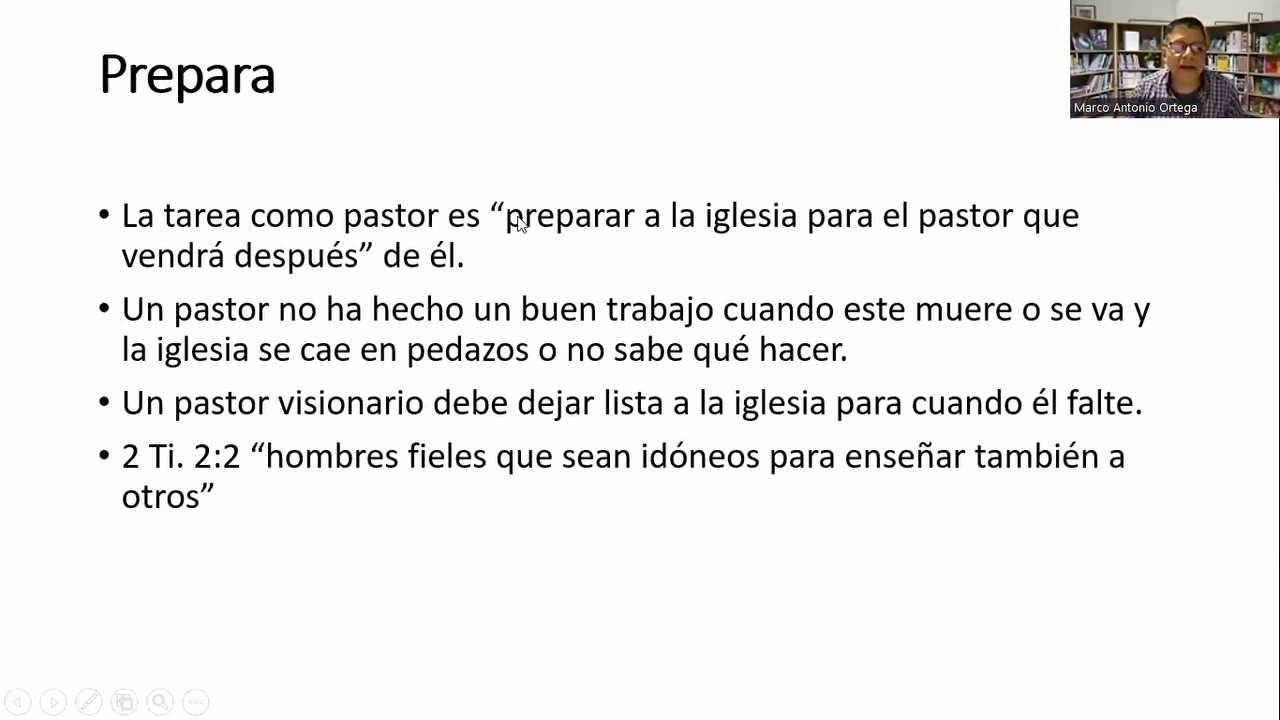 Prepara
Marco Antonio Ortega
• La tarea como pastor es “preparar a la iglesia para el pastor que
vendrá después” de él.
• Un pastor no ha hecho un buen trabajo cuando este muere o se va y
la iglesia se cae en pedazos o no sabe qué hacer.
• Un pastor visionario debe dejar lista a la iglesia para cuando él falte.
• 2 Ti. 2:2 “hombres fieles que sean idóneos para enseñar también a
otros”